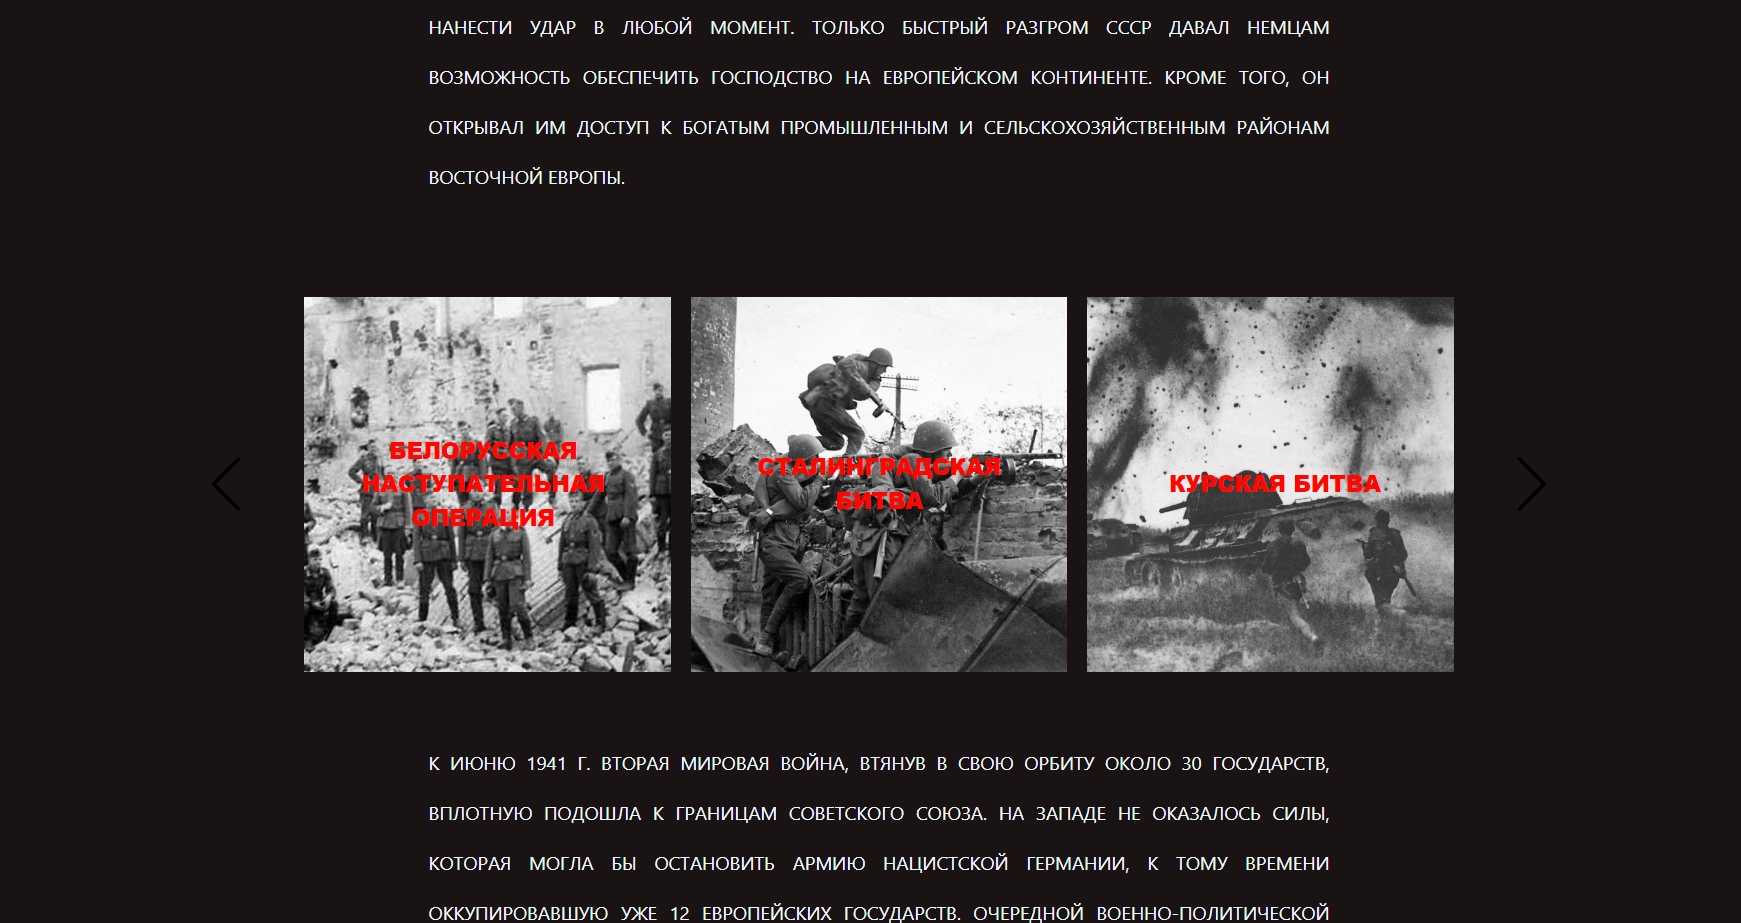 НАНЕСТИ УДАР В ЛЮБОЙ МОМЕНТ. ТОЛЬКО БЫСТРЫЙ РАЗГРОМ СССР ДАВАЛ НЕМЦАМ
ВОЗМОЖНОСТЬ ОБЕСПЕЧИТЬ ГОСПОДСТВО НА ЕВРОПЕЙСКОМ КОНТИНЕНТЕ. КРОМЕ ТОГО, ОН
ОТКРЫВАЛ ИМ ДОСТУП К БОГАТЫМ ПРОМЫШЛЕННЫМ И СЕЛЬСКОХОЗЯЙСТВЕННЫМ РАЙОНАМ
ВОСТОЧНОЙ ЕВРОПЫ.
БЕЛОРУССКАЯ
НАСТУПАТЕЛЬНАЯ
ОПЕРАЦИЯ
СТАЛИНГРАДСКАЯ
БИТВА
КУРСКАЯ БИТВА
К ИЮНЮ 1941 Г. ВТОРАЯ МИРОВАЯ ВОЙНА, ВТЯНУВ В СВОЮ ОРБИТУ ОКОЛО 30 ГОСУДАРСТВ,
ВПЛОТНУЮ ПОДОШЛА К ГРАНИЦАМ СОВЕТСКОГО СОЮЗА. НА ЗАПАДЕ НЕ ОКАЗАЛОСЬ СИЛЫ,
КОТОРАЯ МОГЛА БЫ ОСТАНОВИТЬ АРМИЮ НАЦИСТСКОЙ ГЕРМАНИИ, К ТОМУ ВРЕМЕНИ
ОККУПИРОВАВШУЮ УЖЕ 12 ЕВРОПЕЙСКИХ ГОСУДАРСТВ. ОЧЕРЕДНОЙ ВОЕННО-ПОЛИТИЧЕСКОЙ